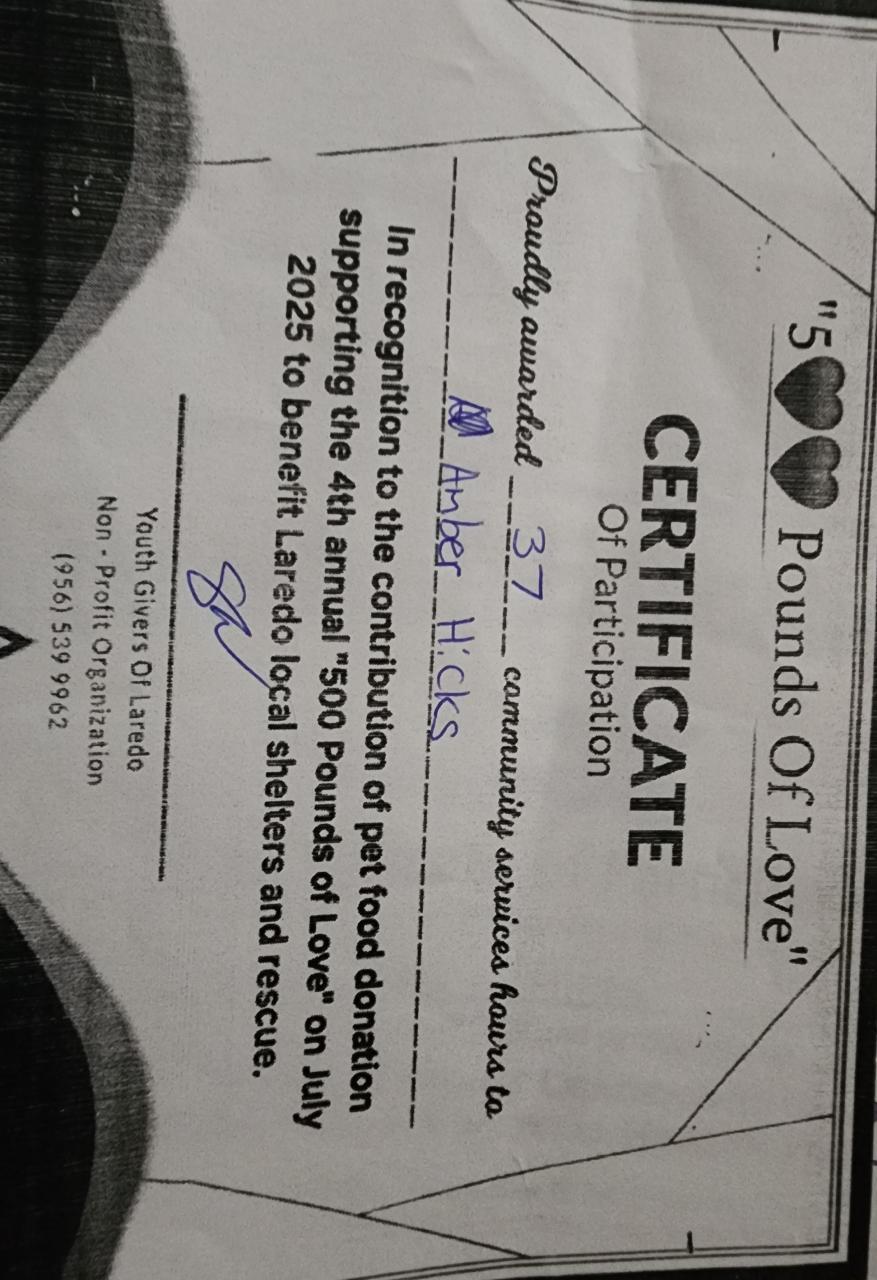 "5🖤🖤 Pounds Of Love"
CERTIFICATE
Of Participation
Proudly awarded 37 community services hours to
Amber Hicks
In recognition to the contribution of pet food donation
supporting the 4th annual "500 Pounds of Love" on July
2025 to benefit Laredo local shelters and rescue.
Youth Givers Of Laredo
Non - Profit Organization
(956) 539 9962